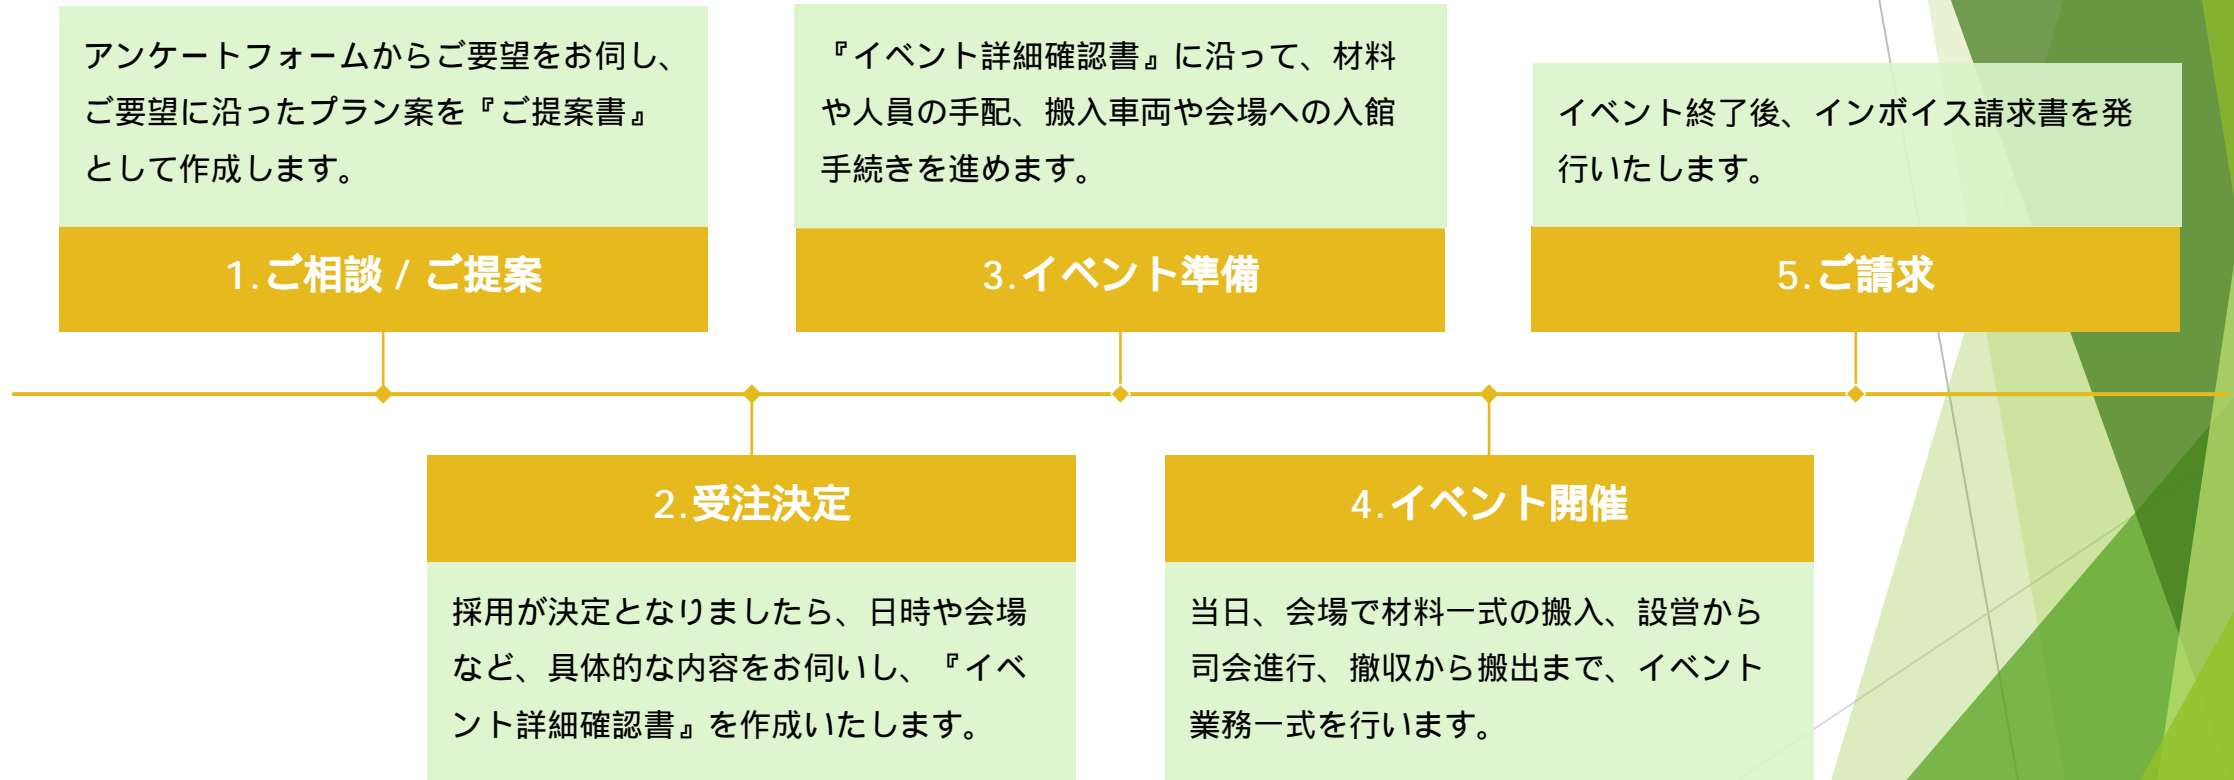 アンケートフォームからご要望をお伺し、
ご要望に沿ったプラン案を『ご提案書』
として作成します。
1.ご相談 / ご提案
採用が決定となりましたら、日時や会場
など、具体的な内容をお伺いし、『イベ
ント詳細確認書』を作成いたします。
2.受注決定
『イベント詳細確認書』に沿って、材料
や人員の手配、搬入車両や会場への入館
手続きを進めます。
3.イベント準備
4.イベント開催
当日、会場で材料一式の搬入、設営から
司会進行、撤収から搬出まで、イベント
業務一式を行います。
イベント終了後、インボイス請求書を発
行いたします。
5.ご請求